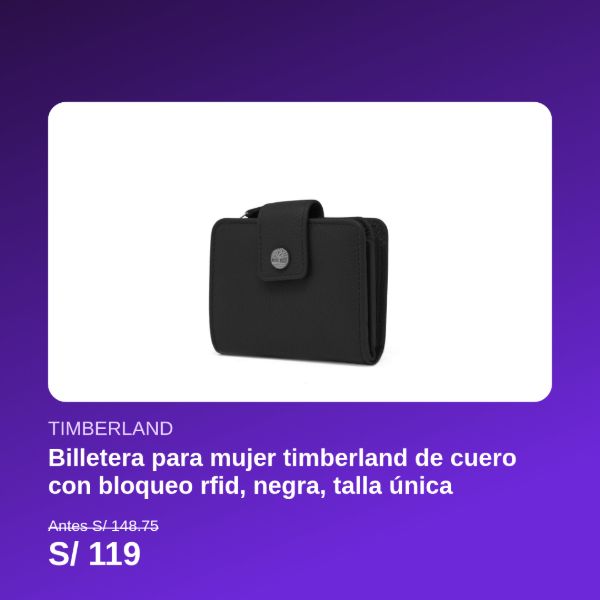 TIMBERLAND
Billetera para mujer timberland de cuero
con bloqueo rfid, negra, talla única
Antes S/ 148.75
S/ 119